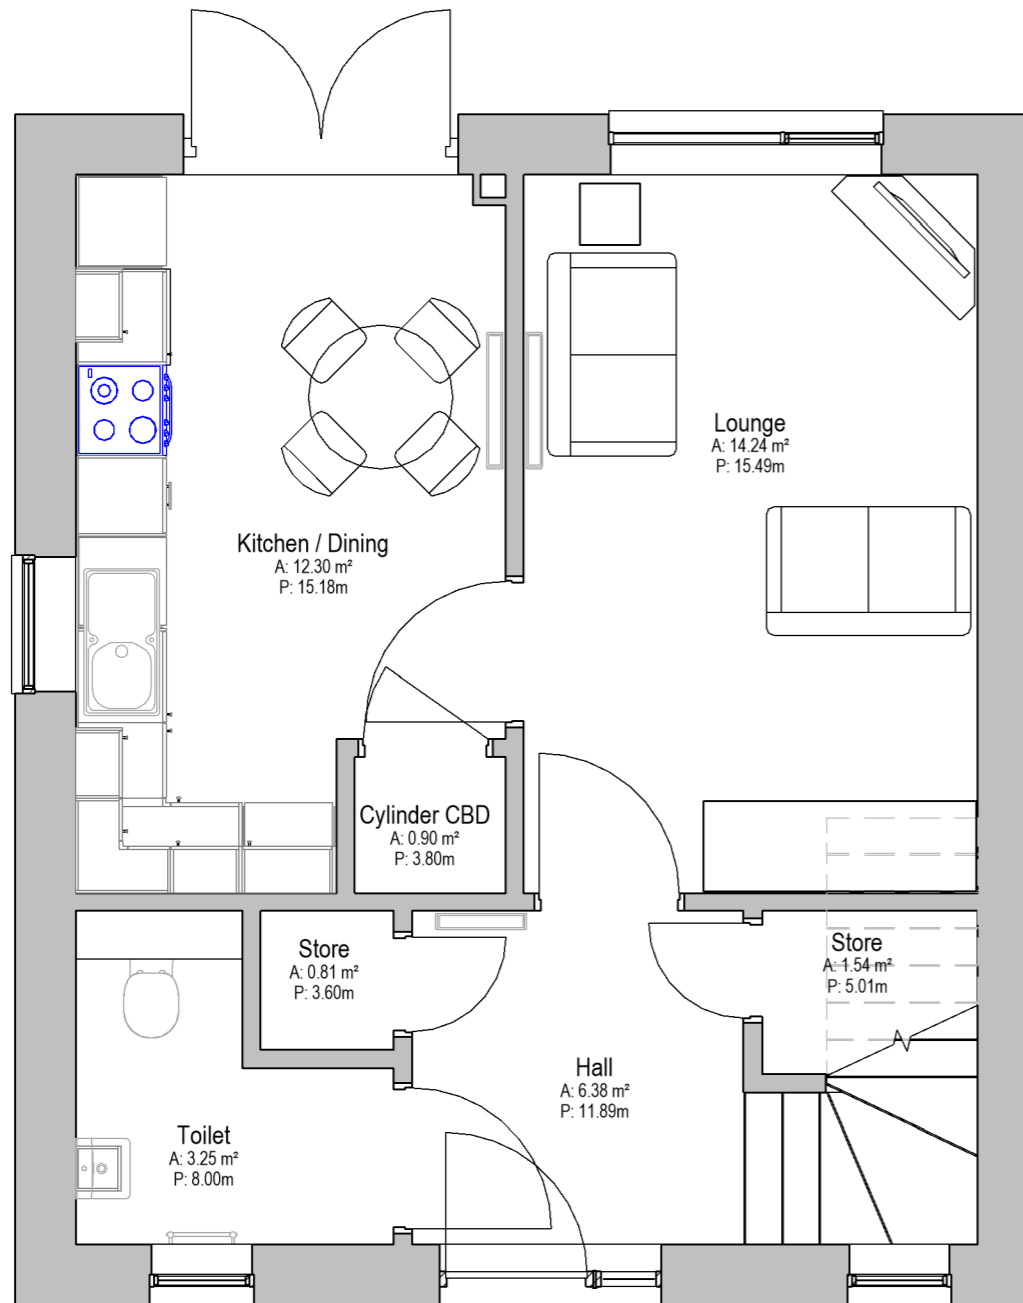 Lounge
A: 14.24 m²
P: 15.49m
Kitchen / Dining
A: 12.30 m²
P: 15.18m
Cylinder CBD
A: 0.90 m²
P: 3.80m
Store
A: 0.81 m²
P: 3.60m
Store
A: 1.54 m²
P: 5.01m
Hall
A: 6.38 m²
P: 11.89m
Toilet
A: 3.25 m²
P: 8.00m